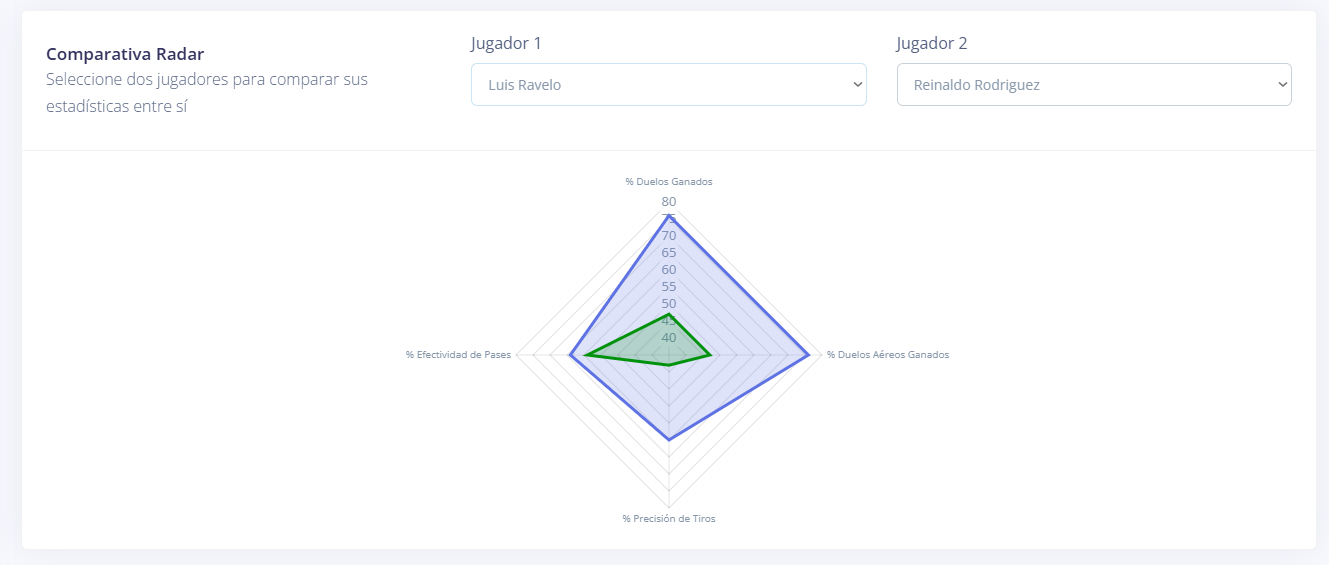 Comparativa Radar
Seleccione dos jugadores para comparar sus
estadísticas entre sí
Jugador 1
Luis Ravelo
Jugador 2
Reinaldo Rodriguez
% Duelos Ganados
80
75
70
65
60
55
50
45
40
% Efectividad de Pases
% Duelos Aéreos Ganados
% Precisión de Tiros